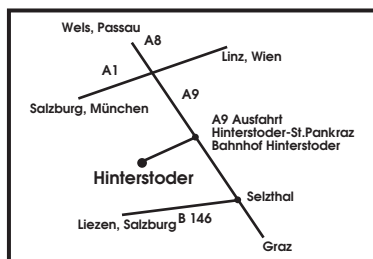 Wels, Passau
A8
Linz, Wien
A1
A9
Salzburg, München
A9 Ausfahrt
Hinterstoder-St.Pankraz
Bahnhof Hinterstoder
Hinterstoder
Selzthal
B 146
Liezen, Salzburg
Graz